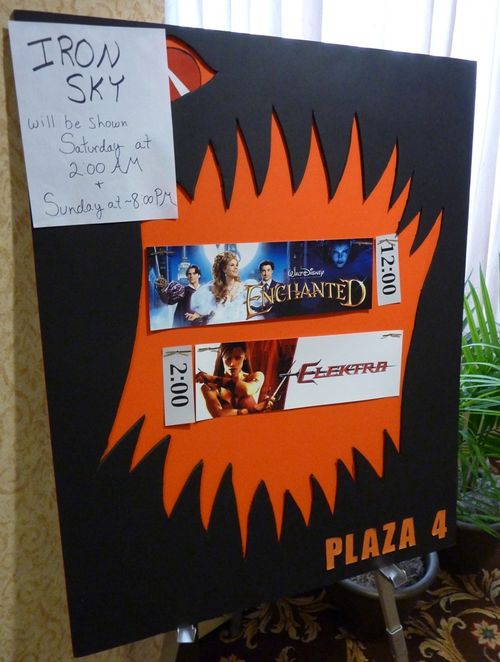 IRON
SKY
will be shown
Saturday at
2:00 AM
+
Sunday at ~8:00 PM
WALT DISNEY
ENCHANTED
12:00
2:00
ELEKTRA
PLAZA 4